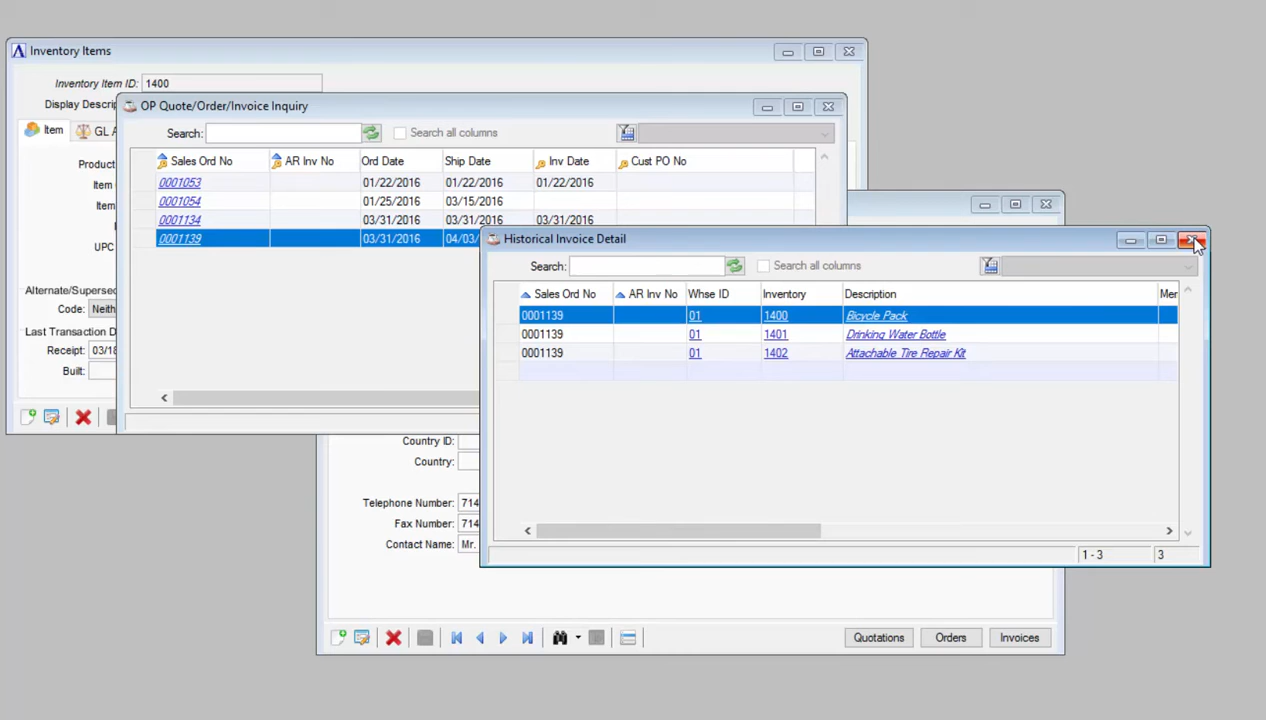 Inventory Items
Inventory Item ID: 1400
Display Descrip
Item GL A
Product
Item
Item
UPC
Alternate/Supersed
Code: Neith
Last Transaction D
Receipt: 03/18
Built:
OP Quote/Order/Invoice Inquiry
Search: Search all columns
Sales Ord No AR Inv No Ord Date Ship Date Inv Date Cust PO No
0001053 01/22/2016 01/22/2016 01/22/2016
0001054 01/25/2016 03/15/2016
0001134 03/31/2016 03/31/2016 03/31/2016
0001139 03/31/2016 04/03/
Historical Invoice Detail
Search: Search all columns
Sales Ord No AR Inv No Whse ID Inventory Description Mer
0001139 01 1400 Bicycle Pack
0001139 01 1401 Drinking Water Bottle
0001139 01 1402 Attachable Tire Repair Kit
1 - 3 3
Country ID:
Country:
Telephone Number: 714
Fax Number: 714
Contact Name: Mr.
Quotations Orders Invoices